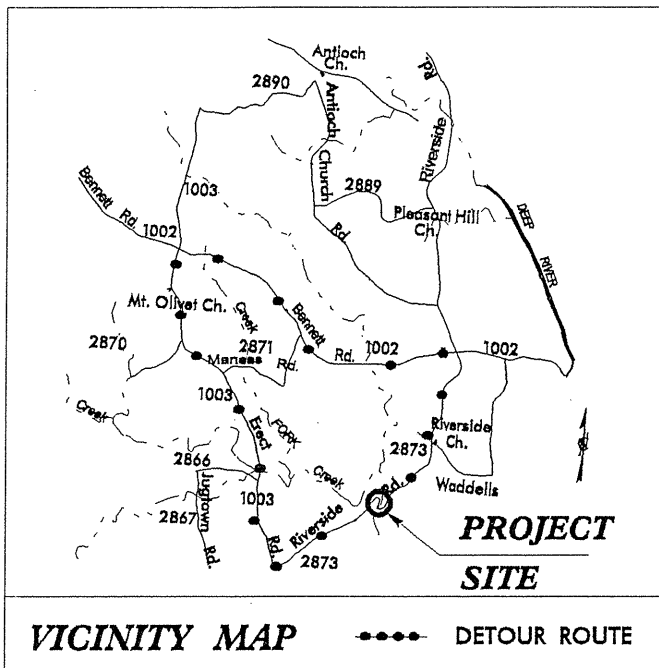 Antioch
Ch.
Rd.
2890
Antioch
Church
Rd.
Riverside
1003
2889
Pleasant Hill
Ch.
Bennett
Rd.
1002
DEEP
RIVER
Mt. Olivet Ch.
Creek
Bennett
Rd.
1002
1002
2870
2871
Maness
Rd.
1003
Erect
Rd.
Creek
FORK
Riverside
Ch.
2873
Waddells
2866
Jugtown
Rd.
2867
1003
Creek
Riverside
Rd.
2873
PROJECT
SITE
VICINITY MAP
DETOUR ROUTE